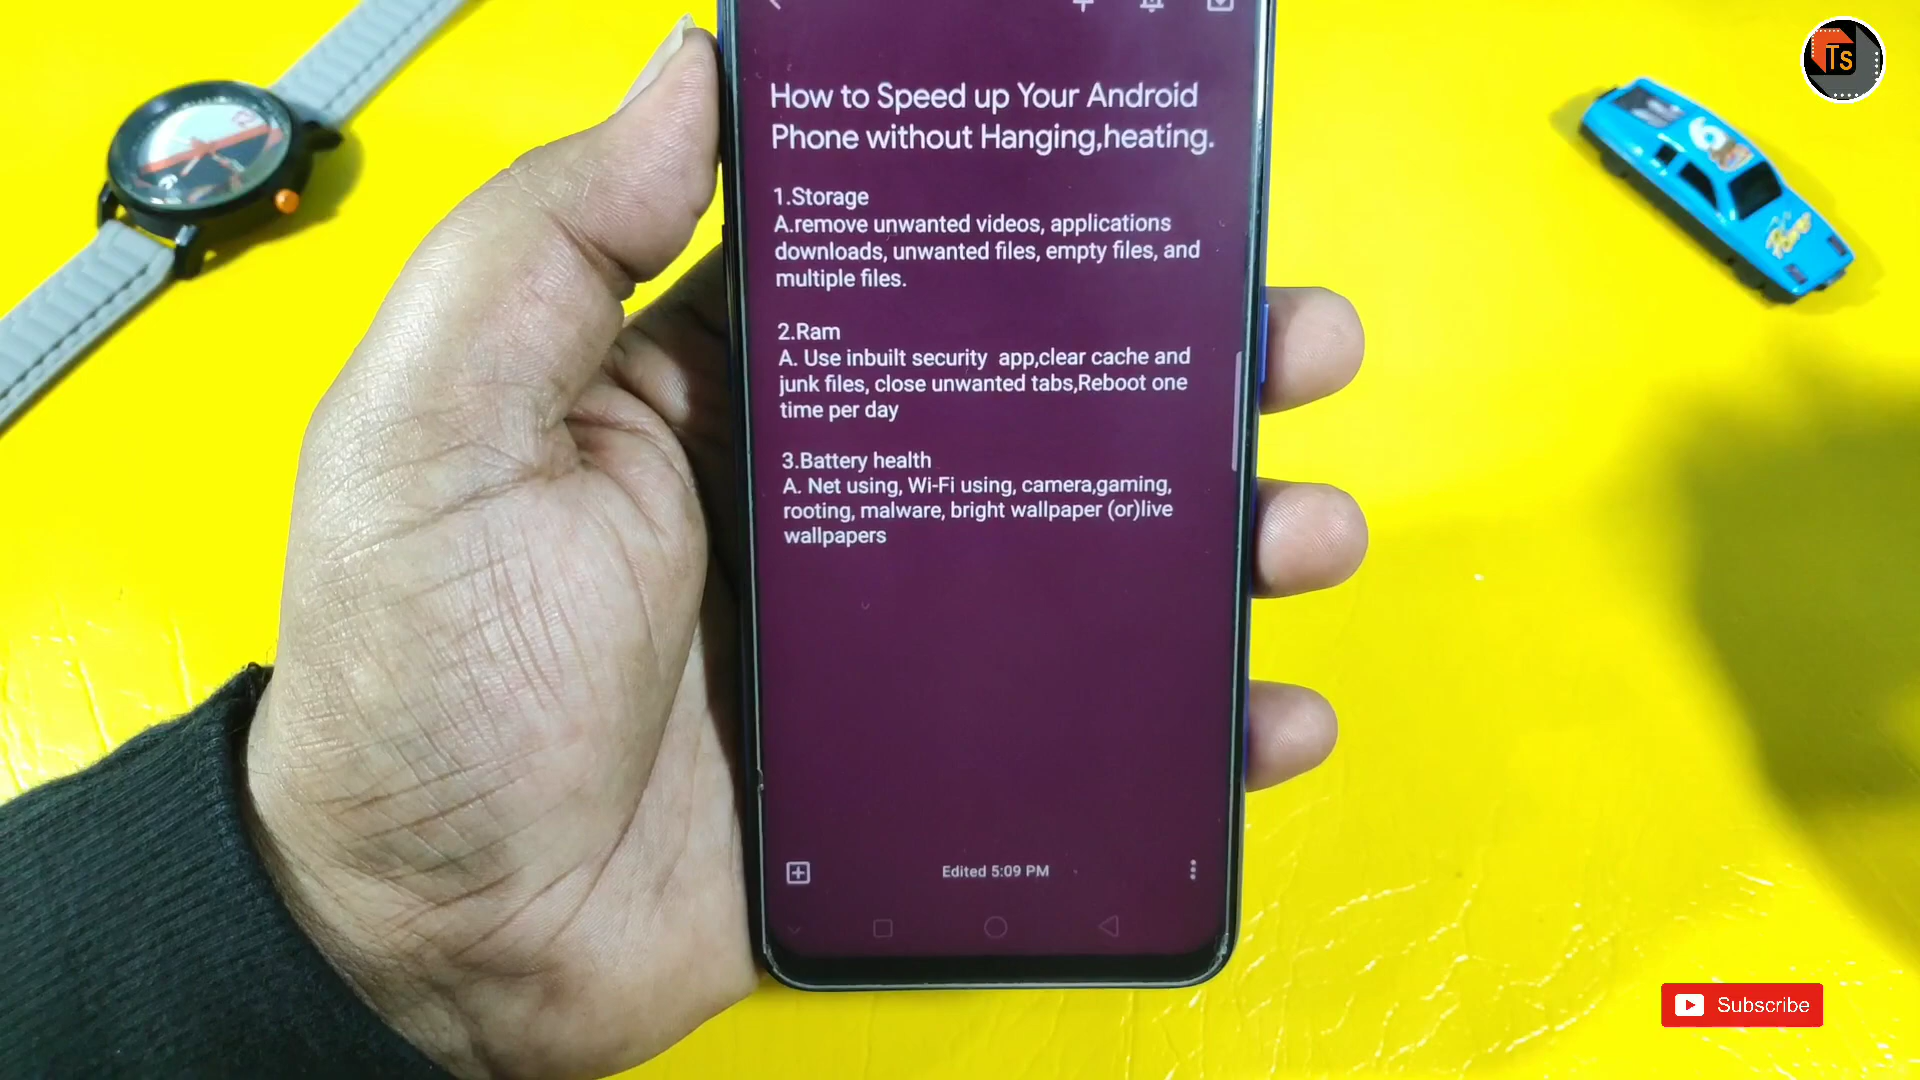 Ts
6
How to Speed up Your Android
Phone without Hanging,heating.
1.Storage
A.remove unwanted videos, applications
downloads, unwanted files, empty files, and
multiple files.
2.Ram
A. Use inbuilt security app,clear cache and
junk files, close unwanted tabs,Reboot one
time per day
3.Battery health
A. Net using, Wi-Fi using, camera,gaming,
rooting, malware, bright wallpaper (or)live
wallpapers
Edited 5:09 PM
Subscribe